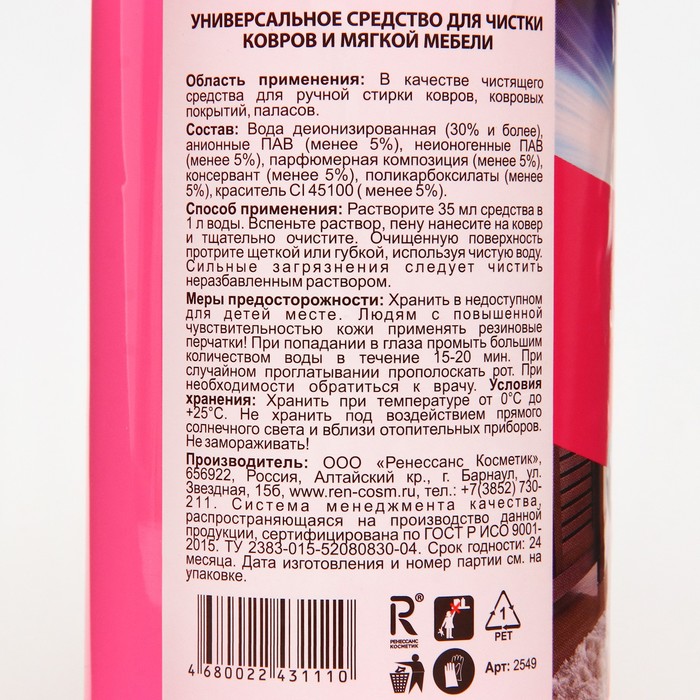 УНИВЕРСАЛЬНОЕ СРЕДСТВО ДЛЯ ЧИСТКИ
КОВРОВ И МЯГКОЙ МЕБЕЛИ
Область применения: В качестве чистящего
средства для ручной стирки ковров, ковровых
покрытий, паласов.
Состав: Вода деионизированная (30% и более),
анионные ПАВ (менее 5%), неионогенные ПАВ
(менее 5%), парфюмерная композиция (менее 5%),
консервант (менее 5%), поликарбоксилаты (менее
5%), краситель CI 45100 ( менее 5%).
Способ применения: Растворите 35 мл средства в
1 л воды. Вспеньте раствор, пену нанесите на ковер
и тщательно очистите. Очищенную поверхность
протрите щеткой или губкой, используя чистую воду.
Сильные загрязнения следует чистить
неразбавленным раствором.
Меры предосторожности: Хранить в недоступном
для детей месте. Людям с повышенной
чувствительностью кожи применять резиновые
перчатки! При попадании в глаза промыть большим
количеством воды в течение 15-20 мин. При
случайном проглатывании прополоскать рот. При
необходимости обратиться к врачу. Условия
хранения: Хранить при температуре от 0°С до
+25°С. Не хранить под воздействием прямого
солнечного света и вблизи отопительных приборов.
Не замораживать!
Производитель: ООО «Ренессанс Косметик»,
656922, Россия, Алтайский кр., г. Барнаул, ул.
Звездная, 15б, www.ren-cosm.ru, тел.: +7(3852) 730-
211. Система менеджмента качества,
распространяющаяся на производство данной
продукции, сертифицирована по ГОСТ Р ИСО 9001-
2015. ТУ 2383-015-52080830-04. Срок годности: 24
месяца. Дата изготовления и номер партии см. на
упаковке.
4 680022 431110
R®
РЕНЕССАНС
КОСМЕТИК
1
PET
Арт: 2549